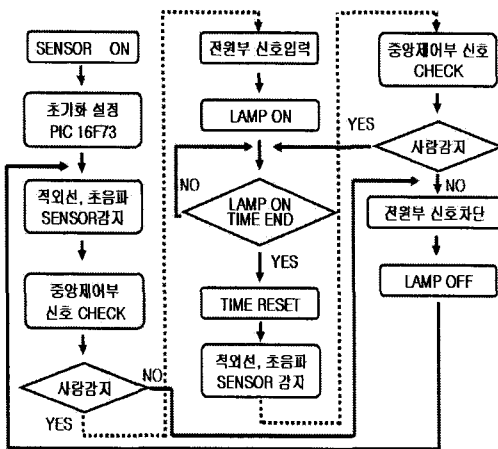 SENSOR ON
초기화 설정
PIC 16F73
적외선, 초음파
SENSOR감지
중앙제어부
신호 CHECK
사람감지
NO
YES
전원부 신호입력
LAMP ON
NO
LAMP ON
TIME END
YES
TIME RESET
적외선, 초음파
SENSOR 감지
중앙제어부 신호
CHECK
YES
사람감지
NO
전원부 신호차단
LAMP OFF